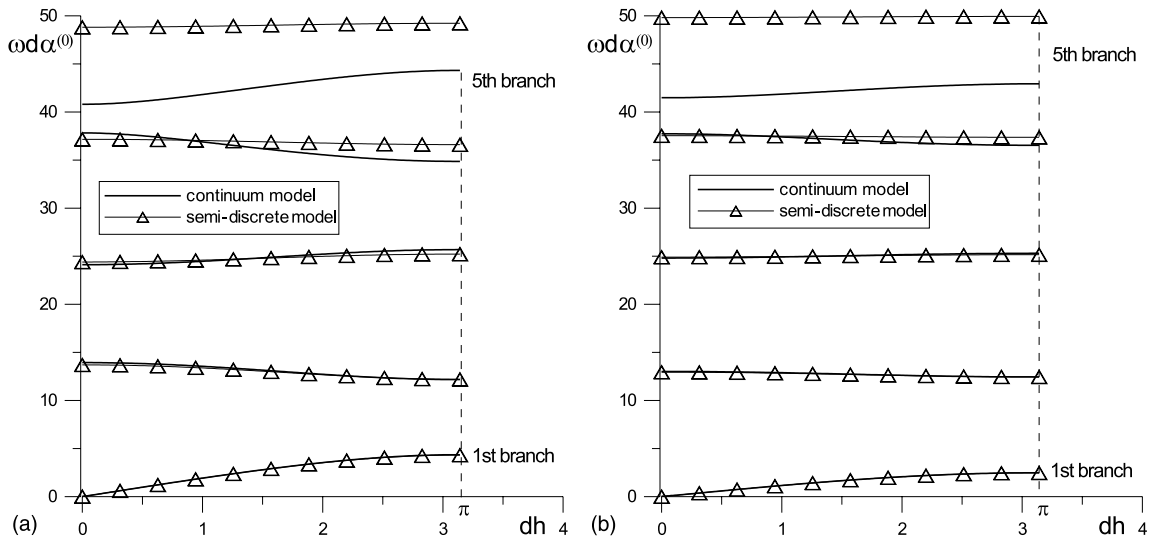 50
ωdα(0)
5th branch
40
30
continuum model
semi-discrete model
20
10
1st branch
0
(a)
0
1
2
3
π
dh
4
50
ωdα(0)
5th branch
40
30
continuum model
semi-discrete model
20
10
1st branch
0
(b)
0
1
2
3
π
dh
4